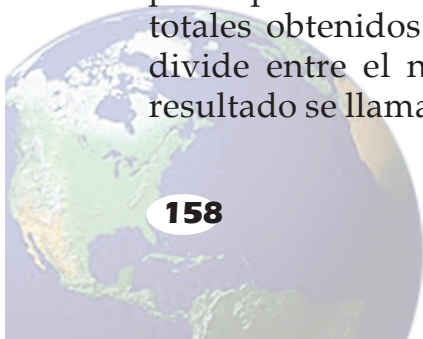 totales obtenidos
divide entre el
resultado se llama
158